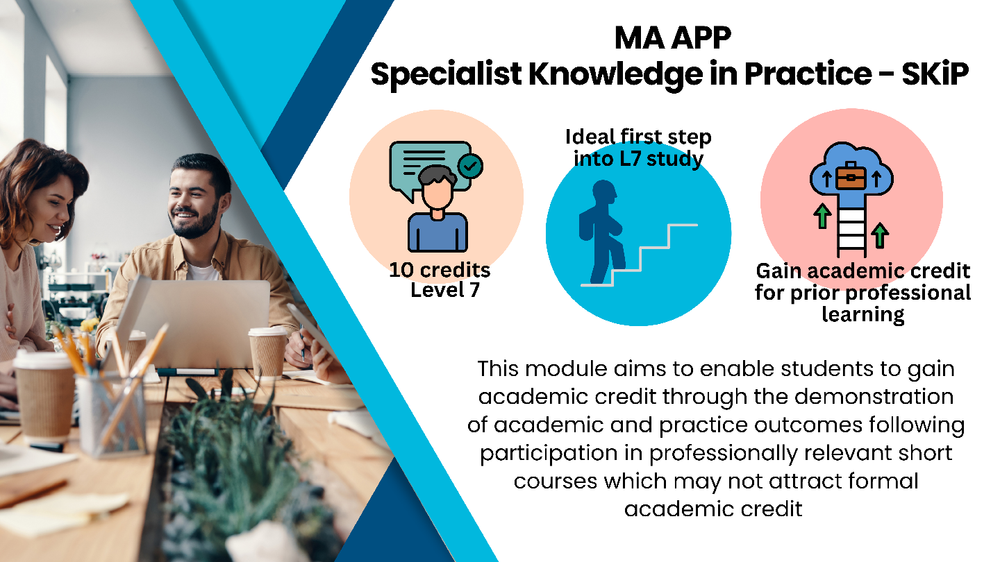 MA APP
Specialist Knowledge in Practice – SKiP
Ideal first step
into L7 study
10 credits
Level 7
Gain academic credit
for prior professional
learning
This module aims to enable students to gain
academic credit through the demonstration
of academic and practice outcomes following
participation in professionally relevant short
courses which may not attract formal
academic credit